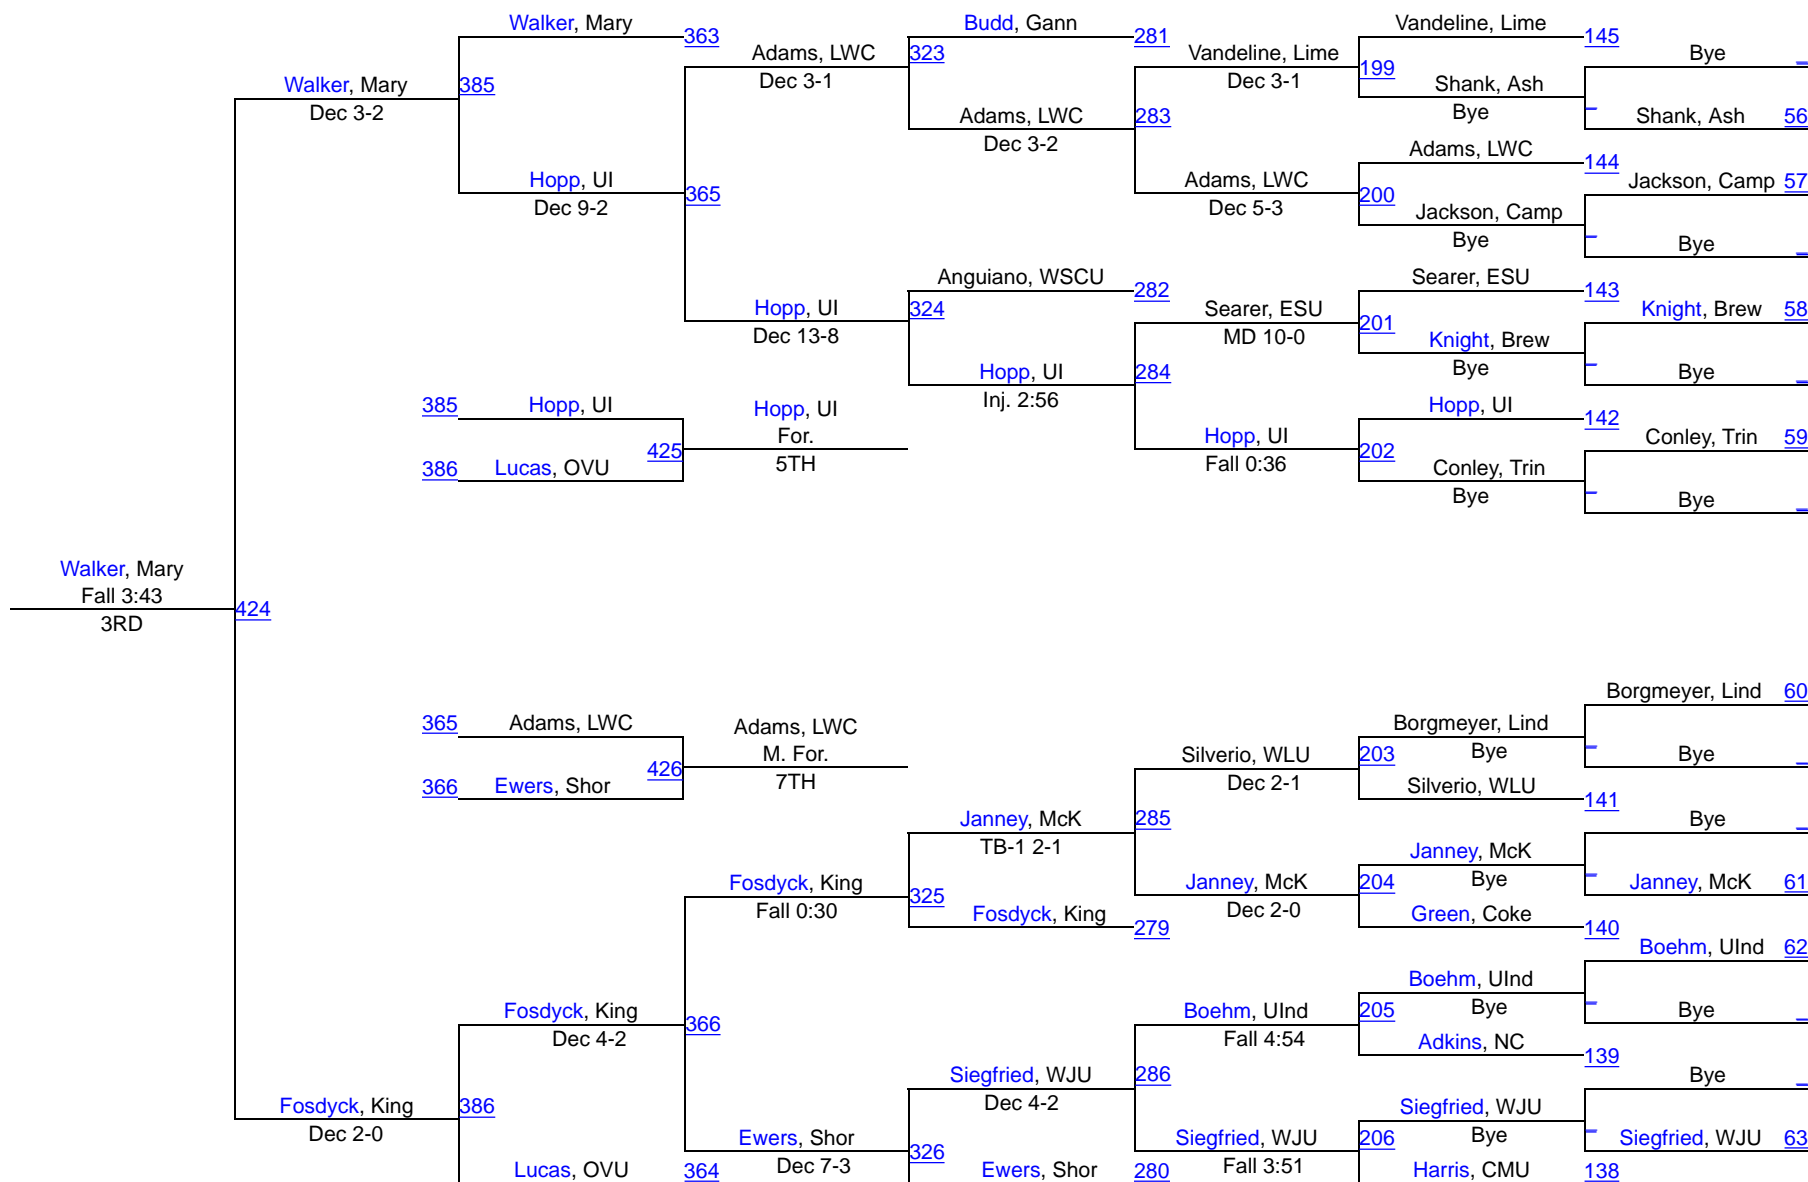 Walker, Mary
363
Budd, Gann
281
Vandeline, Lime
145
Adams, LWC
323
Vandeline, Lime
Bye
Walker, Mary
385
Dec 3-1
Dec 3-1
199
Shank, Ash
Dec 3-2
Adams, LWC
283
Bye
Shank, Ash 56
Dec 3-2
Adams, LWC
144
Hopp, UI
365
Adams, LWC
200
Jackson, Camp 57
Dec 9-2
Dec 5-3
Jackson, Camp
Bye
Bye
Anguiano, WSCU
282
Searer, ESU
143
Hopp, UI
324
Searer, ESU
201
Knight, Brew 58
Dec 13-8
MD 10-0
Knight, Brew
Hopp, UI
284
Bye
Bye
Inj. 2:56
385
Hopp, UI
Hopp, UI
Hopp, UI
142
For.
Hopp, UI
202
Conley, Trin 59
425
5TH
Fall 0:36
386
Lucas, OVU
Conley, Trin
Bye
Bye
Walker, Mary
Fall 3:43
424
3RD
Borgmeyer, Lind 60
365
Adams, LWC
Adams, LWC
Borgmeyer, Lind
M. For.
Silverio, WLU
203
Bye
Bye
426
7TH
Dec 2-1
366
Ewers, Shor
Silverio, WLU
141
Janney, McK
285
Bye
TB-1 2-1
Janney, McK
Fosdyck, King
325
Janney, McK
204
Bye
Janney, McK 61
Fall 0:30
Fosdyck, King
279
Dec 2-0
Green, Coke
140
Boehm, UInd 62
Boehm, UInd
Fosdyck, King
366
Boehm, UInd
205
Bye
Bye
Dec 4-2
Fall 4:54
Adkins, NC
139
Siegfried, WJU
286
Bye
Dec 4-2
Fosdyck, King
386
Siegfried, WJU
Dec 2-0
Ewers, Shor
326
Siegfried, WJU
206
Bye
Siegfried, WJU 63
Dec 7-3
Fall 3:51
Lucas, OVU
364
Ewers, Shor
280
Harris, CMU
138